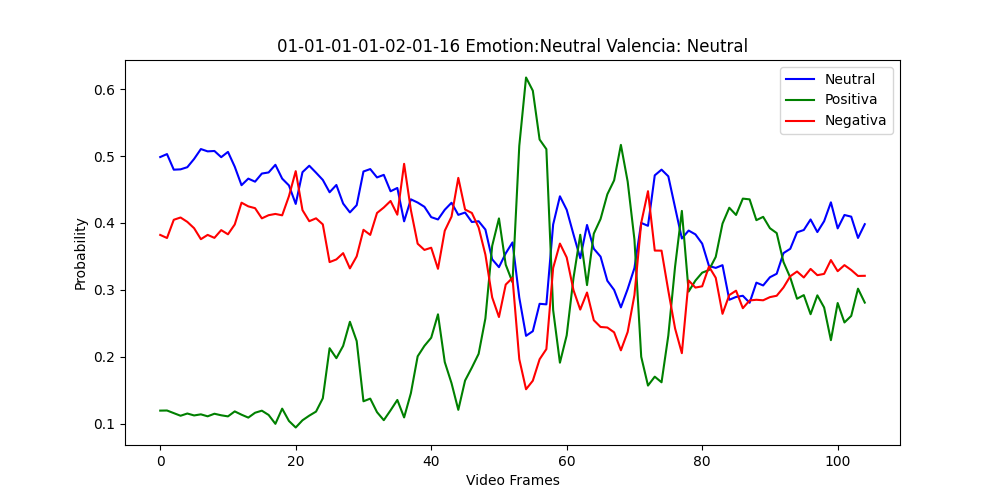 01-01-01-01-02-01-16 Emotion:Neutral Valencia: Neutral
Neutral
Positiva
Negativa
Probability
0.6
0.5
0.4
0.3
0.2
0.1
0 20 40 60 80 100
Video Frames